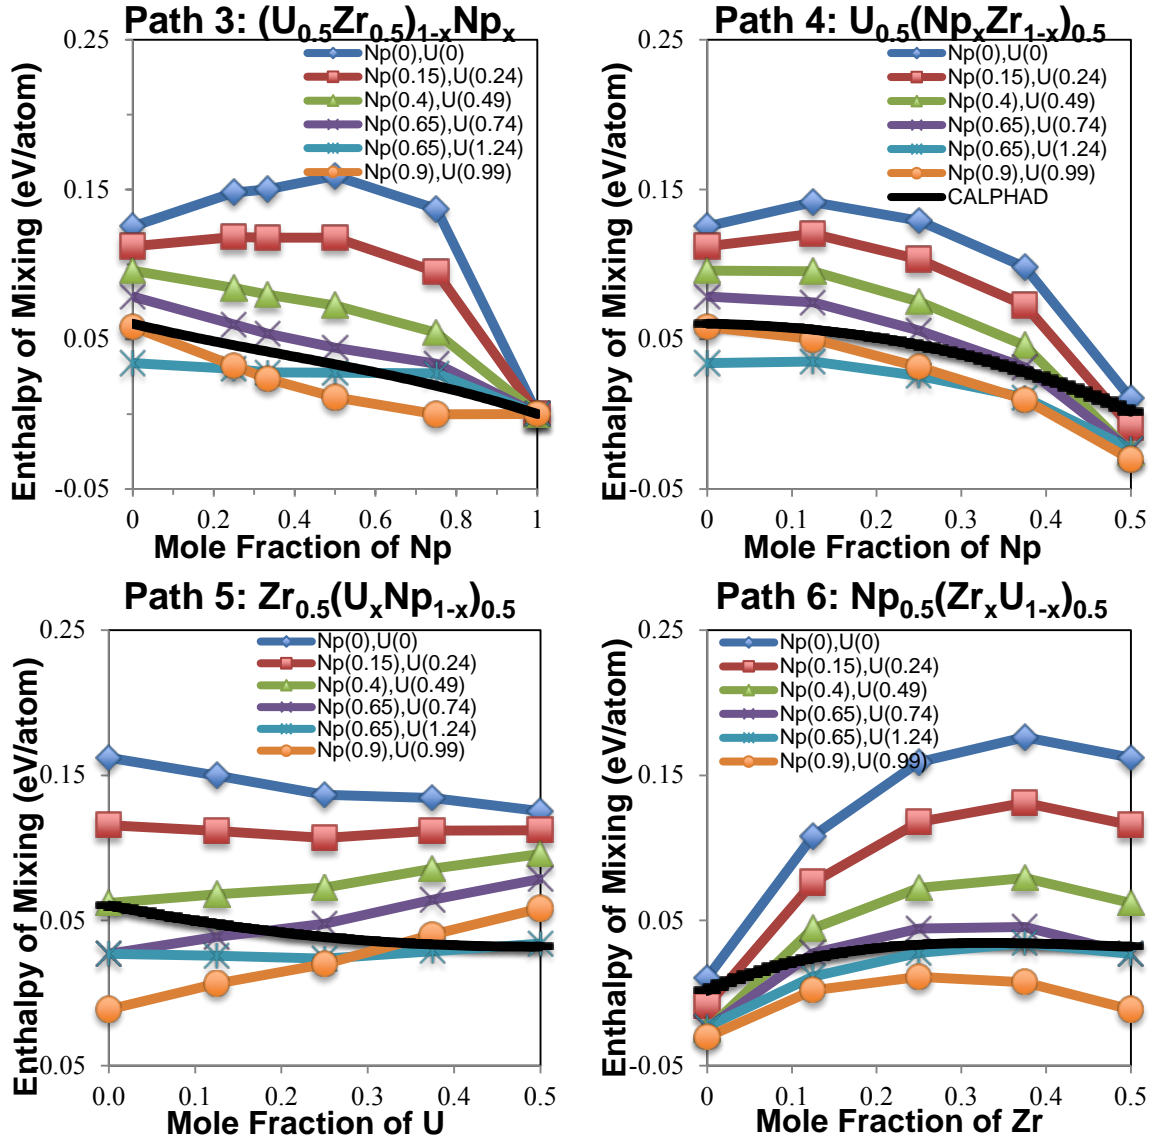 Path 3: (U0.5Zr0.5)1-xNpx
Enthalpy of Mixing (eV/atom)
0.25
0.15
0.05
-0.05
Np(0),U(0)
Np(0.15),U(0.24)
Np(0.4),U(0.49)
Np(0.65),U(0.74)
Np(0.65),U(1.24)
Np(0.9),U(0.99)
0 0.2 0.4 0.6 0.8 1
Mole Fraction of Np
Path 4: U0.5(NpxZr1-x)0.5
Enthalpy of Mixing (eV/atom)
0.25
0.15
0.05
-0.05
Np(0),U(0)
Np(0.15),U(0.24)
Np(0.4),U(0.49)
Np(0.65),U(0.74)
Np(0.65),U(1.24)
Np(0.9),U(0.99)
CALPHAD
0 0.1 0.2 0.3 0.4 0.5
Mole Fraction of Np
Path 5: Zr0.5(UxNp1-x)0.5
Enthalpy of Mixing (eV/atom)
0.25
0.15
0.05
0.05
Np(0),U(0)
Np(0.15),U(0.24)
Np(0.4),U(0.49)
Np(0.65),U(0.74)
Np(0.65),U(1.24)
Np(0.9),U(0.99)
0.0 0.1 0.2 0.3 0.4 0.5
Mole Fraction of U
Path 6: Np0.5(ZrxU1-x)0.5
Enthalpy of Mixing (eV/atom)
0.25
0.15
0.05
-0.05
Np(0),U(0)
Np(0.15),U(0.24)
Np(0.4),U(0.49)
Np(0.65),U(0.74)
Np(0.65),U(1.24)
Np(0.9),U(0.99)
0 0.1 0.2 0.3 0.4 0.5
Mole Fraction of Zr